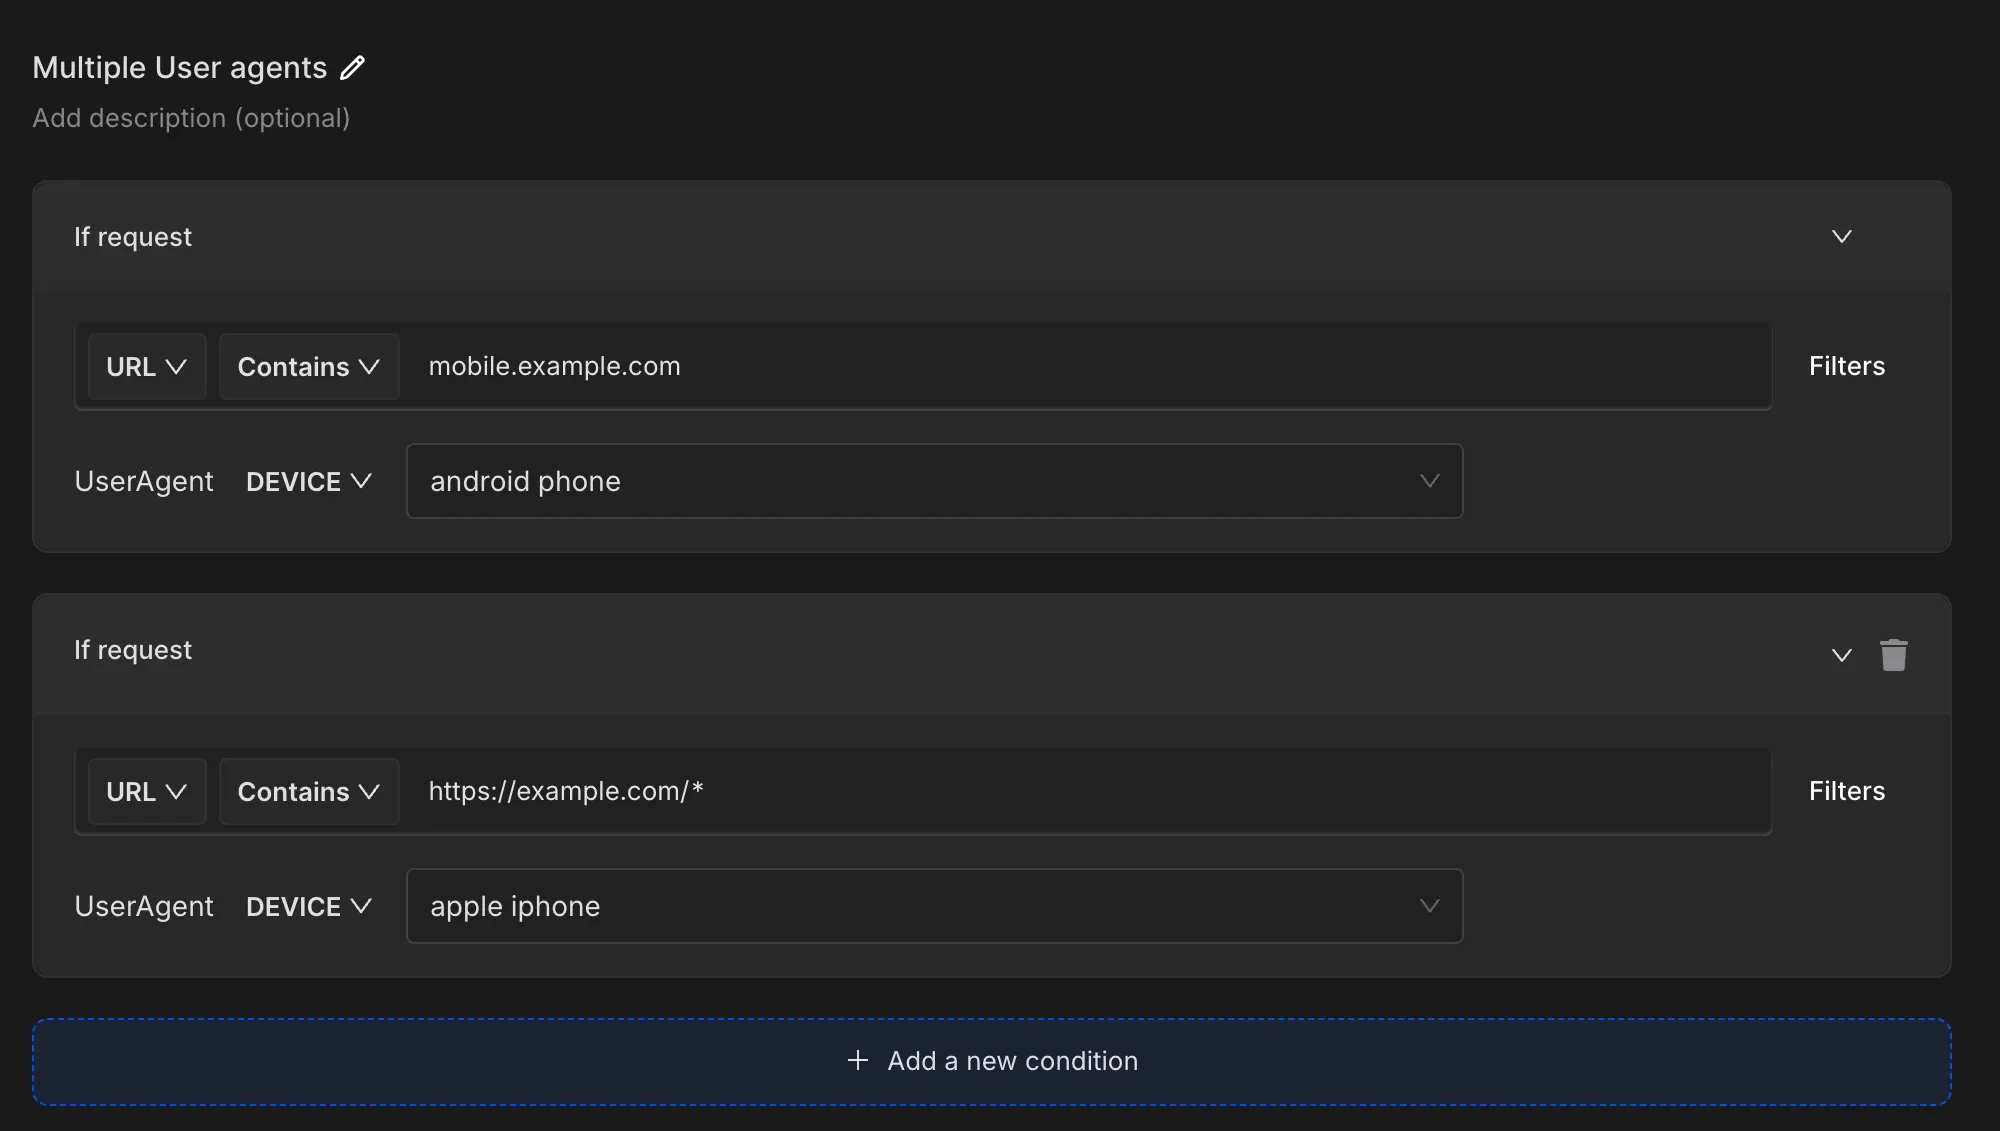 Multiple User agents
Add description (optional)
If request
URL Contains mobile.example.com Filters
UserAgent DEVICE android phone
If request
URL Contains https://example.com/* Filters
UserAgent DEVICE apple iphone
+ Add a new condition